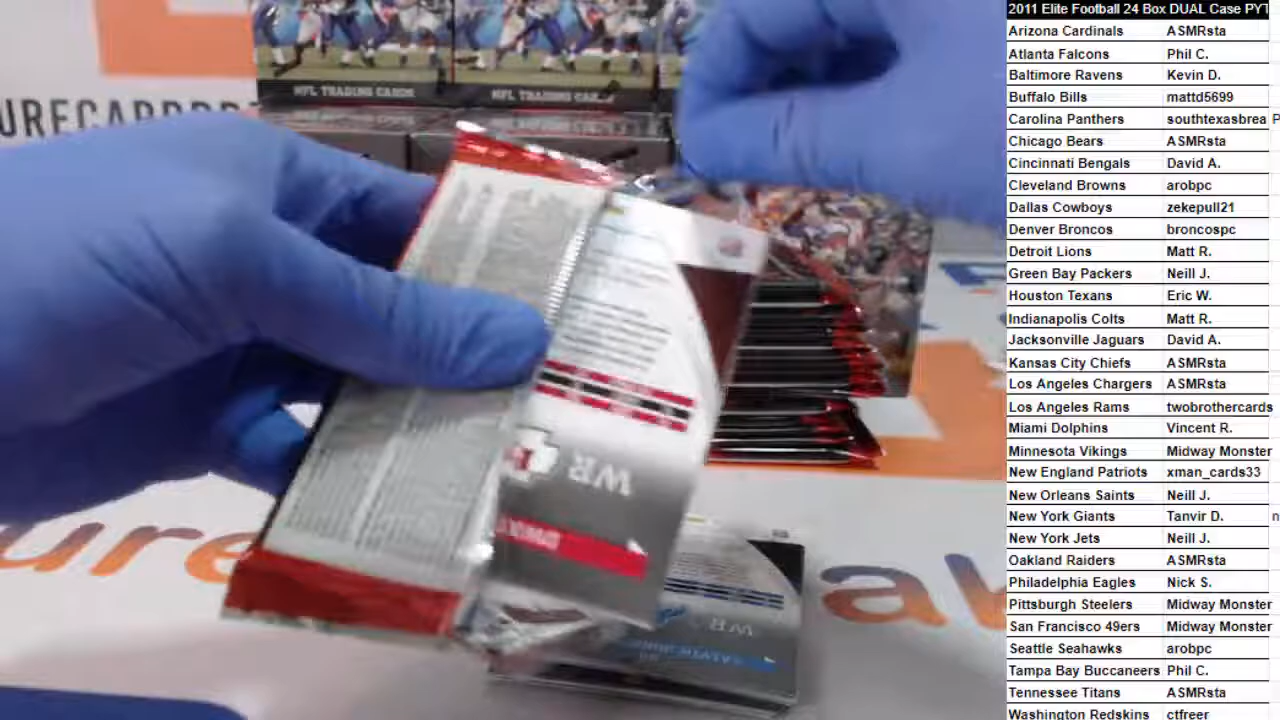 2011 Elite Football 24 Box DUAL Case PYT
Arizona Cardinals ASMRsta
Atlanta Falcons Phil C.
Baltimore Ravens Kevin D.
Buffalo Bills mattd5699
Carolina Panthers southtexasbrea P
Chicago Bears ASMRsta
Cincinnati Bengals David A.
Cleveland Browns arobpc
Dallas Cowboys zekepull21
Denver Broncos broncospc
Detroit Lions Matt R.
Green Bay Packers Neill J.
Houston Texans Eric W.
Indianapolis Colts Matt R.
Jacksonville Jaguars David A.
Kansas City Chiefs ASMRsta
Los Angeles Chargers ASMRsta
Los Angeles Rams twobrothercards
Miami Dolphins Vincent R.
Minnesota Vikings Midway Monster
New England Patriots xman_cards33
New Orleans Saints Neill J.
New York Giants Tanvir D. n
New York Jets Neill J.
Oakland Raiders ASMRsta
Philadelphia Eagles Nick S.
Pittsburgh Steelers Midway Monster
San Francisco 49ers Midway Monster
Seattle Seahawks arobpc
Tampa Bay Buccaneers Phil C.
Tennessee Titans ASMRsta
Washington Redskins ctfreer
NFL TRADING CARDS
NFL TRADING CARDS
WR
WR
ure